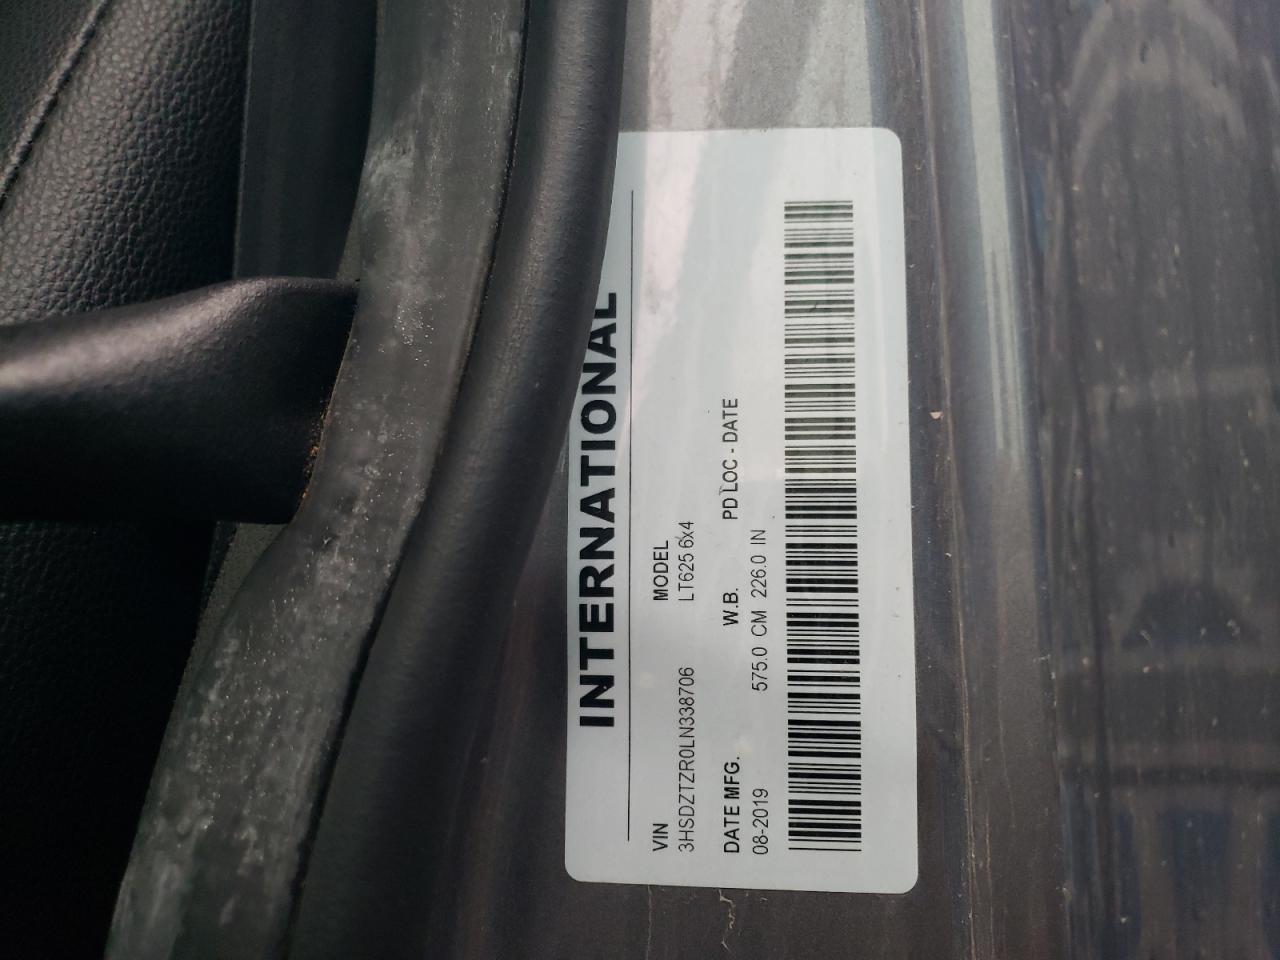 INTERNATIONAL
VIN MODEL
3HSDZTZR0LN338706 LT625 6x4
DATE MFG. W.B. PD LOC - DATE
08-2019 575.0 CM 226.0 IN